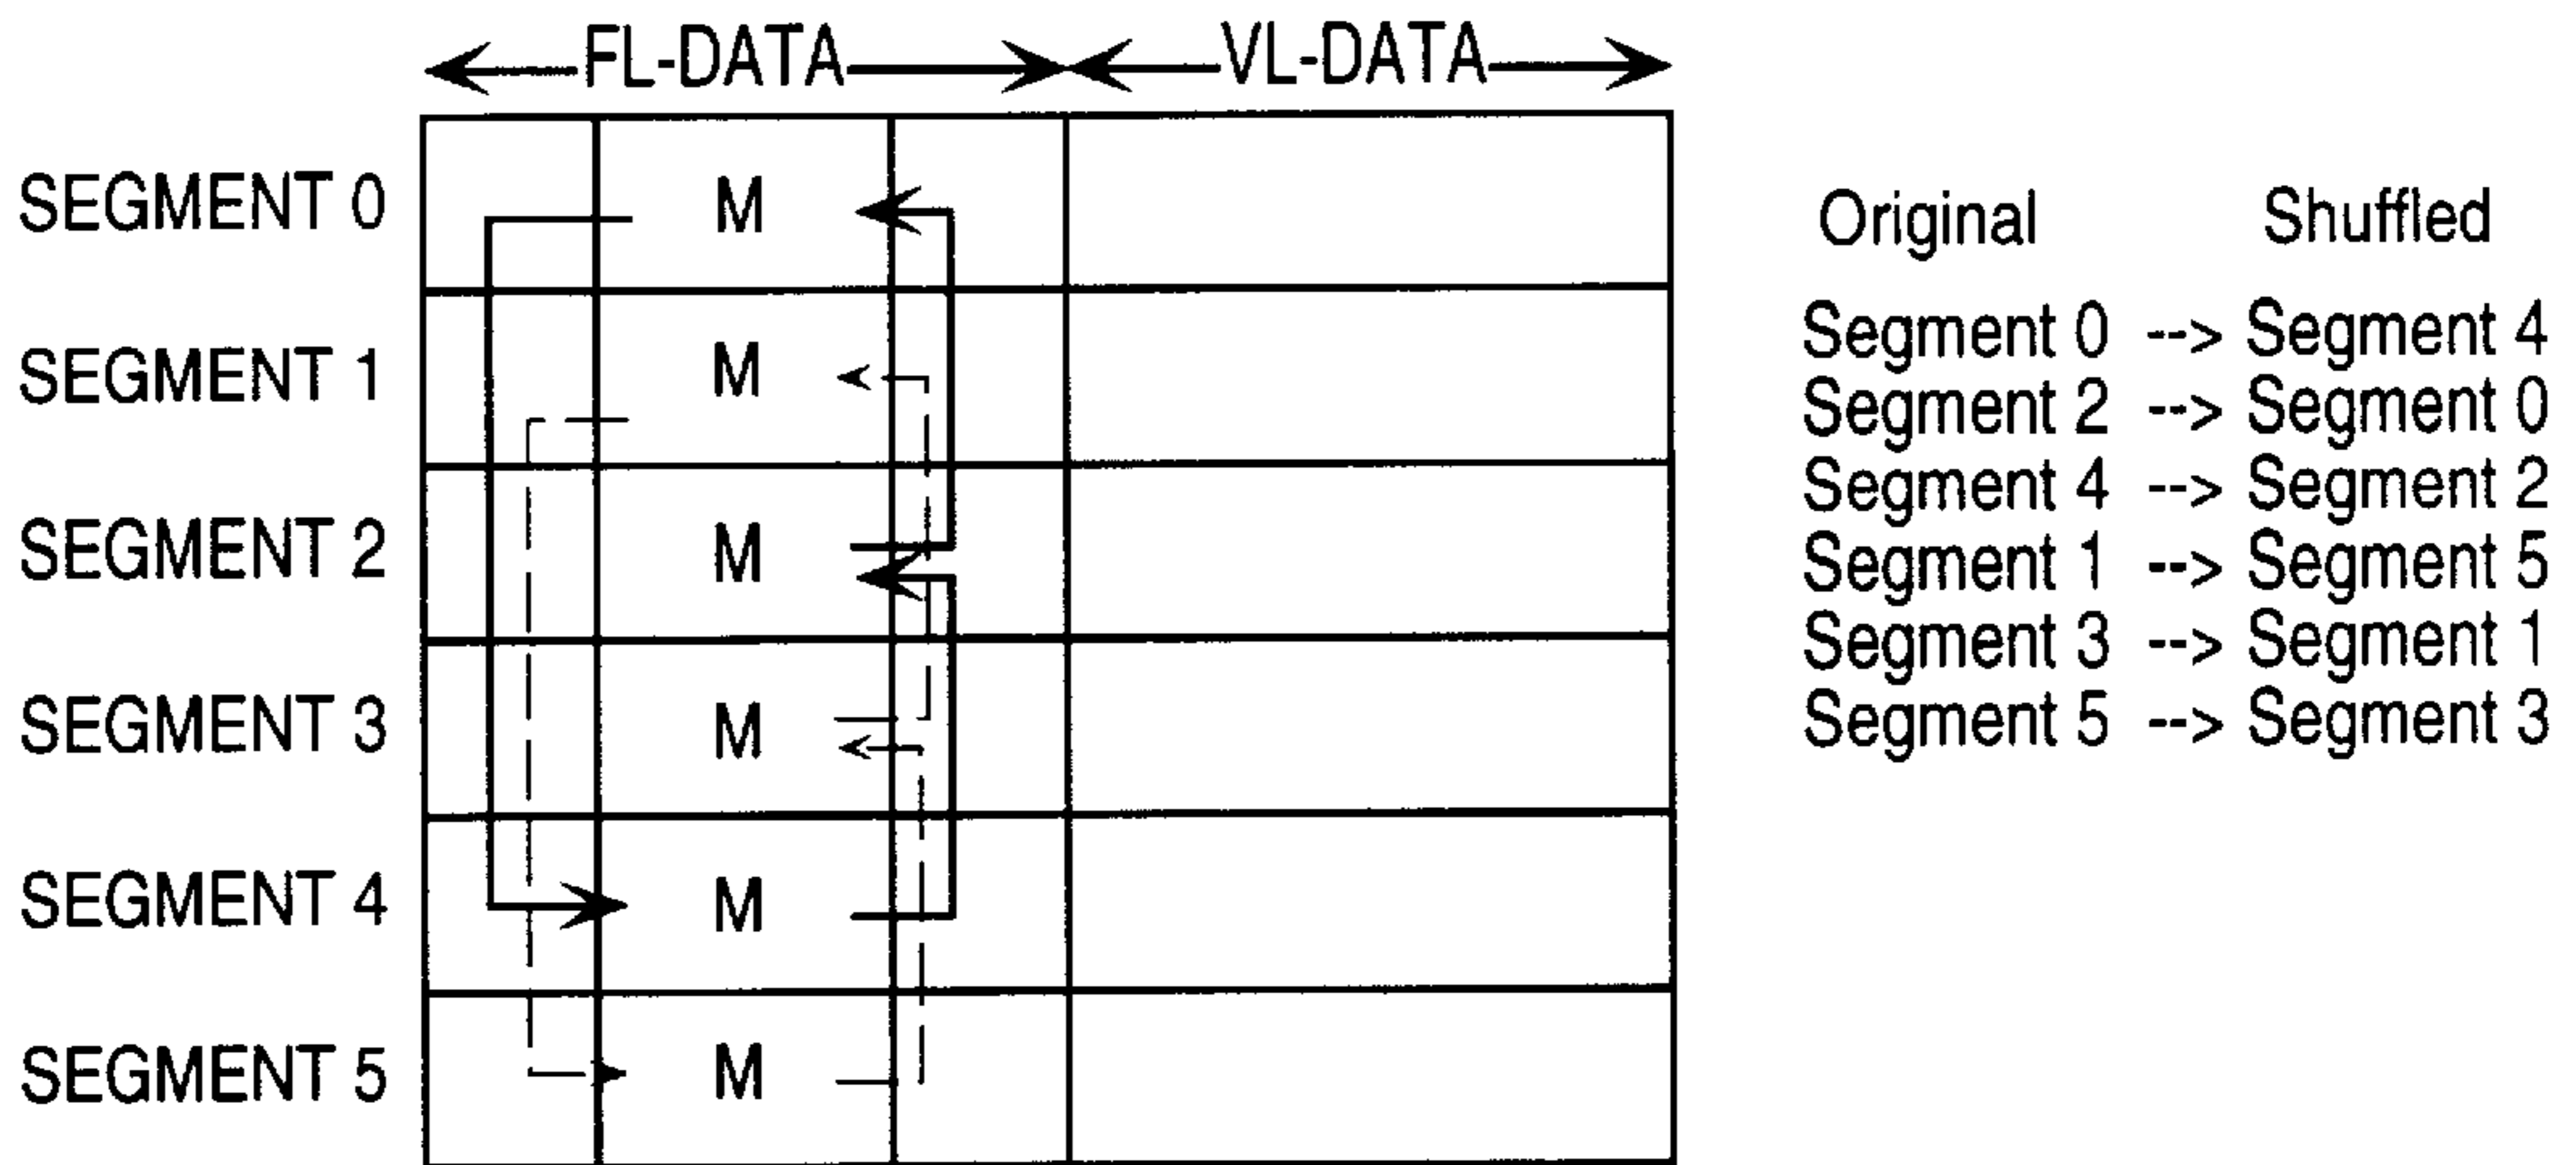 FL-DATA VL-DATA
SEGMENT 0 M
SEGMENT 1 M
SEGMENT 2 M
SEGMENT 3 M
SEGMENT 4 M
SEGMENT 5 M
Original Shuffled
Segment 0 --> Segment 4
Segment 2 --> Segment 0
Segment 4 --> Segment 2
Segment 1 --> Segment 5
Segment 3 --> Segment 1
Segment 5 --> Segment 3